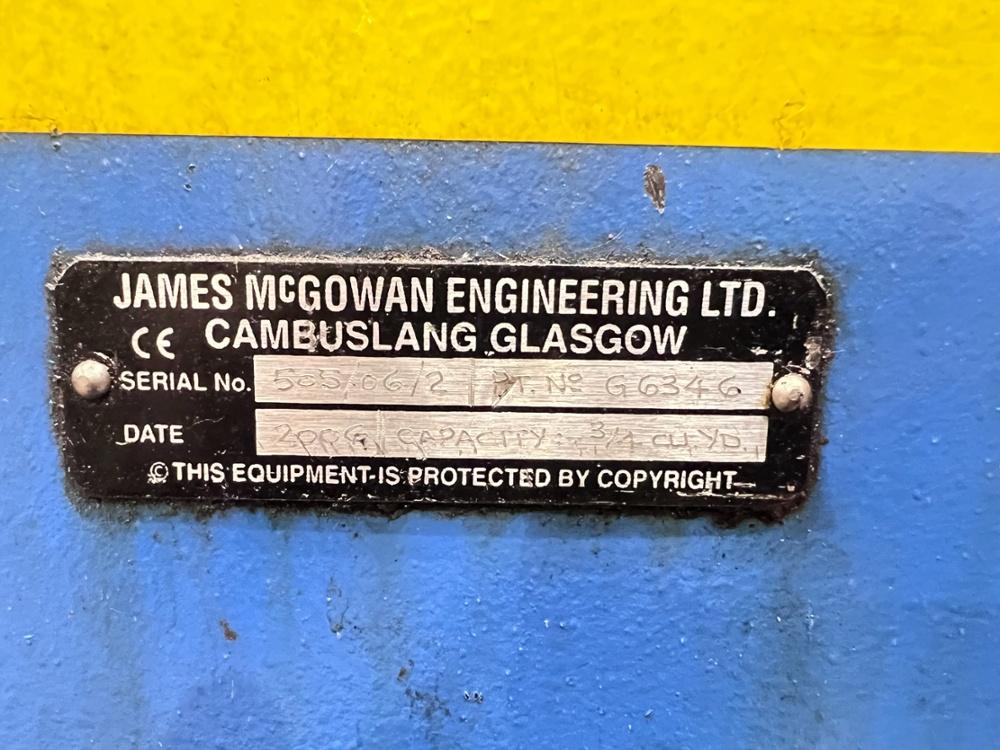 JAMES McGOWAN ENGINEERING LTD.
CE CAMBUSLANG GLASGOW
SERIAL No. 505.06/2 PT. No G6346
DATE CAPACITY: 3/4 CU. YD.
© THIS EQUIPMENT IS PROTECTED BY COPYRIGHT